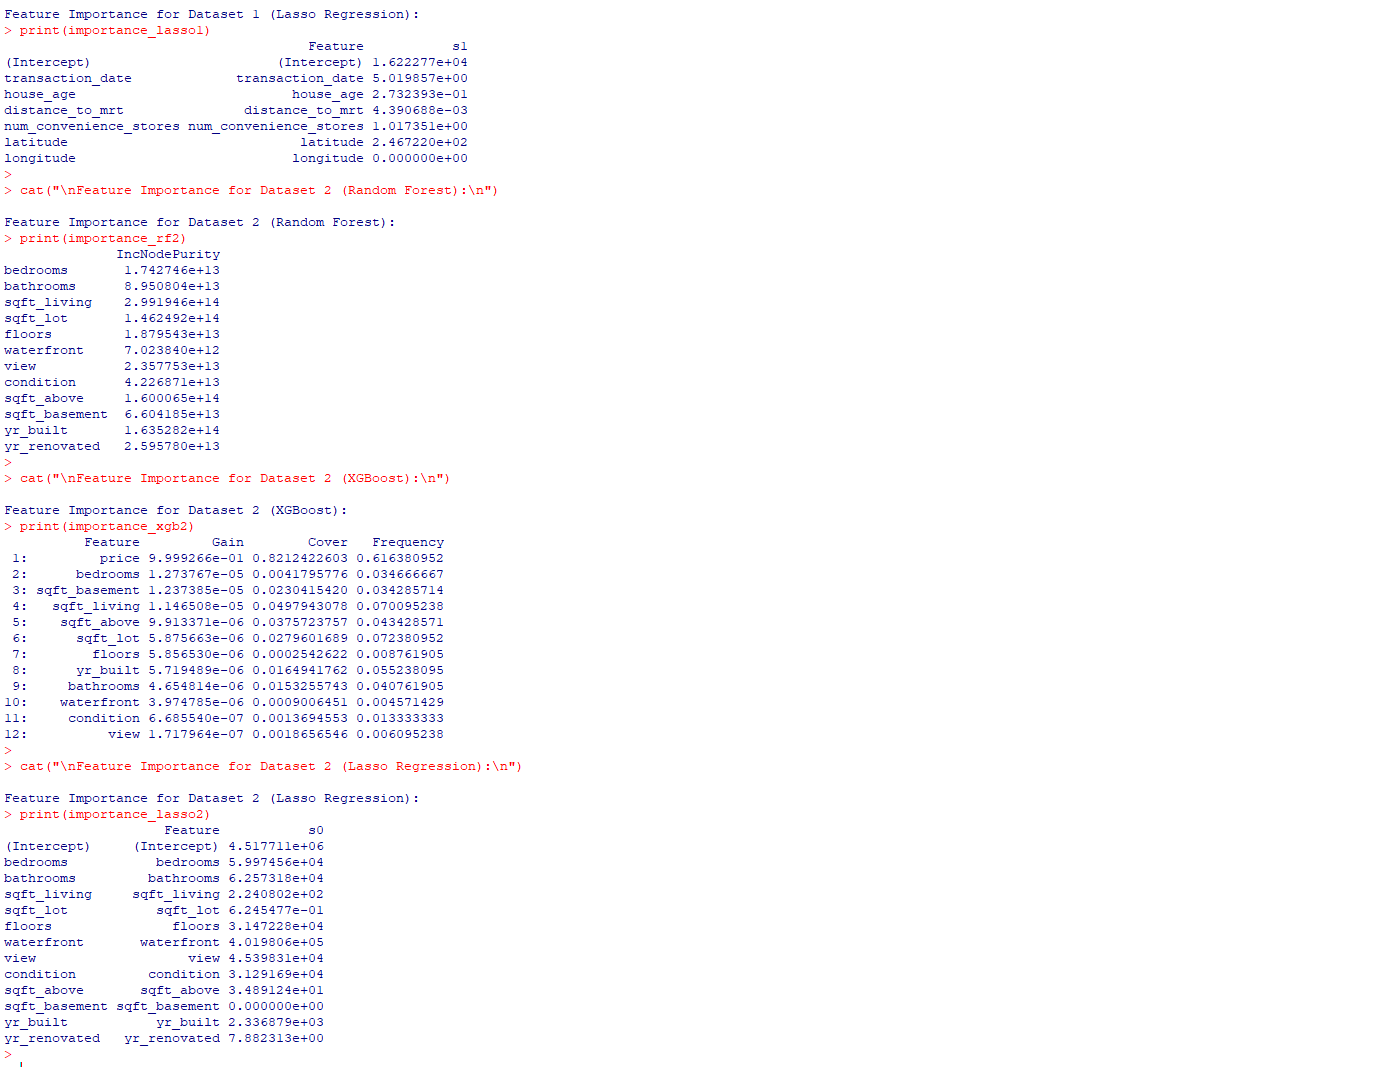 Feature Importance for Dataset 1 (Lasso Regression):
> print(importance_lasso1)
Feature s1
(Intercept) (Intercept) 1.622277e+04
transaction_date transaction_date 5.019857e+00
house_age house_age 2.732393e-01
distance_to_mrt distance_to_mrt 4.390688e-03
num_convenience_stores num_convenience_stores 1.017351e+00
latitude latitude 2.467220e+02
longitude longitude 0.000000e+00
>
> cat("\nFeature Importance for Dataset 2 (Random Forest):\n")
Feature Importance for Dataset 2 (Random Forest):
> print(importance_rf2)
IncNodePurity
bedrooms 1.742746e+13
bathrooms 8.950804e+13
sqft_living 2.991946e+14
sqft_lot 1.462492e+14
floors 1.879543e+13
waterfront 7.023840e+12
view 2.357753e+13
condition 4.226871e+13
sqft_above 1.600065e+14
sqft_basement 6.604185e+13
yr_built 1.635282e+14
yr_renovated 2.595780e+13
>
> cat("\nFeature Importance for Dataset 2 (XGBoost):\n")
Feature Importance for Dataset 2 (XGBoost):
> print(importance_xgb2)
Feature Gain Cover Frequency
1: price 9.999266e-01 0.8212422603 0.616380952
2: bedrooms 1.273767e-05 0.0041795776 0.034666667
3: sqft_basement 1.237385e-05 0.0230415420 0.034285714
4: sqft_living 1.146508e-05 0.0497943078 0.070095238
5: sqft_above 9.913371e-06 0.0375723757 0.043428571
6: sqft_lot 5.875663e-06 0.0279601689 0.072380952
7: floors 5.856530e-06 0.0002542622 0.008761905
8: yr_built 5.719489e-06 0.0164941762 0.055238095
9: bathrooms 4.654814e-06 0.0153255743 0.040761905
10: waterfront 3.974785e-06 0.0009006451 0.004571429
11: condition 6.685540e-07 0.0013694553 0.013333333
12: view 1.717964e-07 0.0018656546 0.006095238
>
> cat("\nFeature Importance for Dataset 2 (Lasso Regression):\n")
Feature Importance for Dataset 2 (Lasso Regression):
> print(importance_lasso2)
Feature s0
(Intercept) (Intercept) 4.517711e+06
bedrooms bedrooms 5.997456e+04
bathrooms bathrooms 6.257318e+04
sqft_living sqft_living 2.240802e+02
sqft_lot sqft_lot 6.245477e-01
floors floors 3.147228e+04
waterfront waterfront 4.019806e+05
view view 4.539831e+04
condition condition 3.129169e+04
sqft_above sqft_above 3.489124e+01
sqft_basement sqft_basement 0.000000e+00
yr_built yr_built 2.336879e+03
yr_renovated yr_renovated 7.882313e+00
>